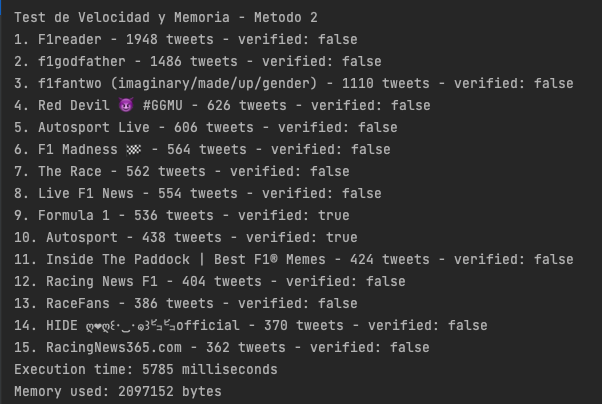 Test de Velocidad y Memoria - Metodo 2
1. F1reader - 1948 tweets - verified: false
2. f1godfather - 1486 tweets - verified: false
3. f1fantwo (imaginary/made/up/gender) - 1110 tweets - verified: false
4. Red Devil 😈 #GGMU - 626 tweets - verified: false
5. Autosport Live - 606 tweets - verified: false
6. F1 Madness 🏁 - 564 tweets - verified: false
7. The Race - 562 tweets - verified: false
8. Live F1 News - 554 tweets - verified: false
9. Formula 1 - 536 tweets - verified: true
10. Autosport - 438 tweets - verified: true
11. Inside The Paddock | Best F1® Memes - 424 tweets - verified: false
12. Racing News F1 - 404 tweets - verified: false
13. RaceFans - 386 tweets - verified: false
14. HIDE official - 370 tweets - verified: false
15. RacingNews365.com - 362 tweets - verified: false
Execution time: 5785 milliseconds
Memory used: 2097152 bytes